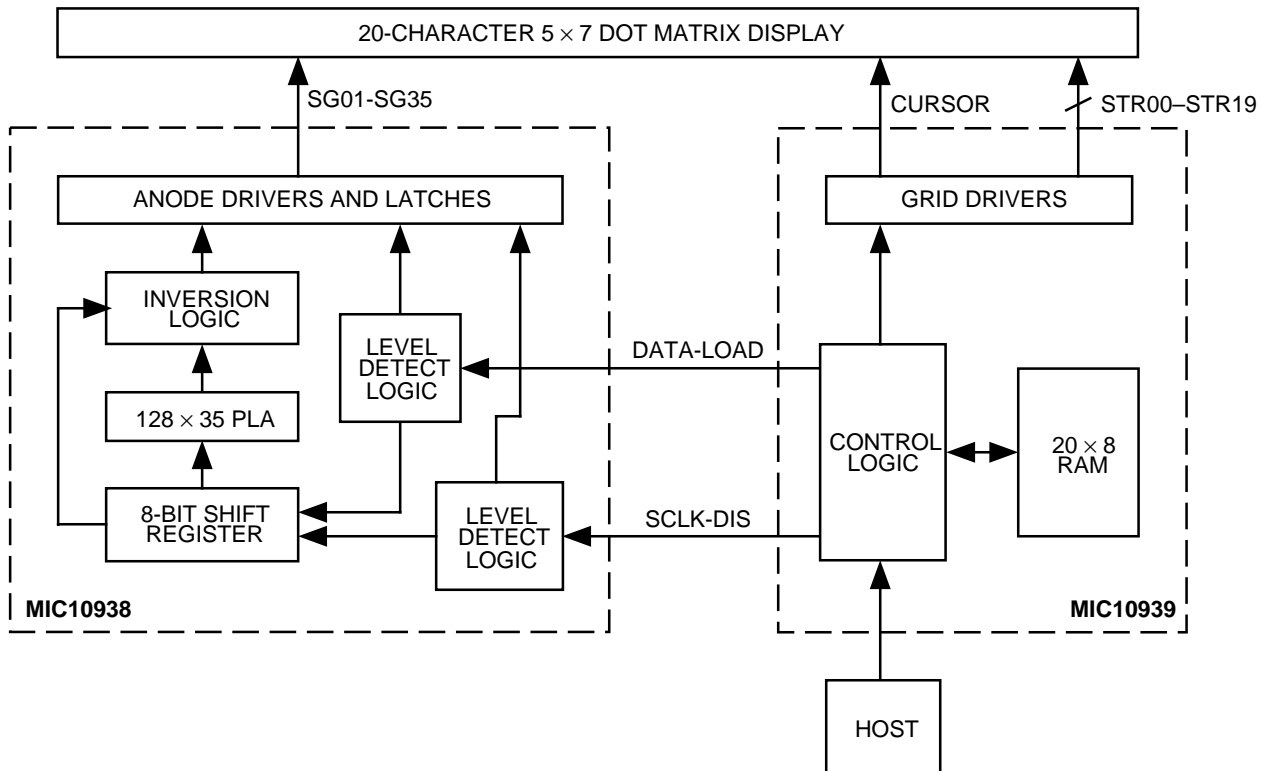 20-CHARACTER 5 × 7 DOT MATRIX DISPLAY
SG01-SG35
CURSOR
STR00–STR19
ANODE DRIVERS AND LATCHES
GRID DRIVERS
INVERSION
LOGIC
LEVEL
DETECT
LOGIC
DATA-LOAD
128 × 35 PLA
CONTROL
LOGIC
20 × 8
RAM
8-BIT SHIFT
REGISTER
LEVEL
DETECT
LOGIC
SCLK-DIS
MIC10938
MIC10939
HOST